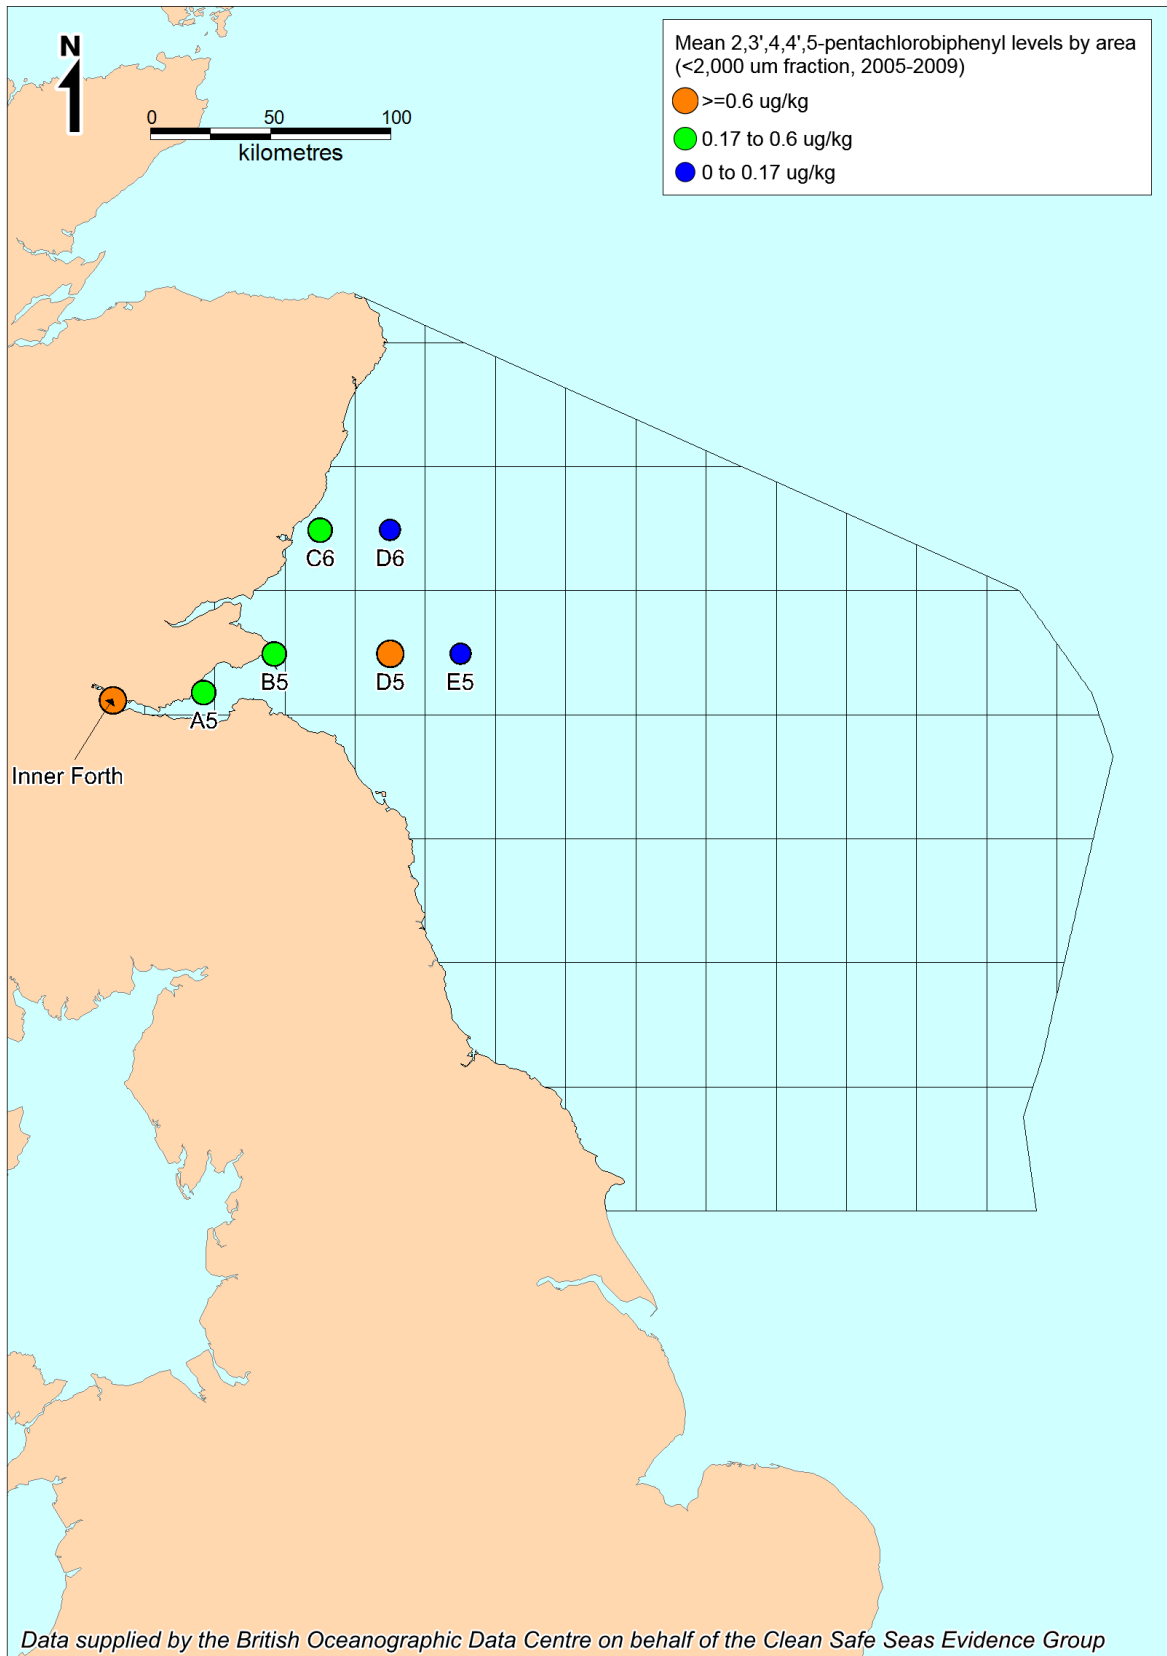 N
0 50 100
kilometres
Mean 2,3',4,4',5-pentachlorobiphenyl levels by area
(<2,000 um fraction, 2005-2009)
>=0.6 ug/kg
0.17 to 0.6 ug/kg
0 to 0.17 ug/kg
C6 D6
B5 D5 E5
A5
Inner Forth
Data supplied by the British Oceanographic Data Centre on behalf of the Clean Safe Seas Evidence Group